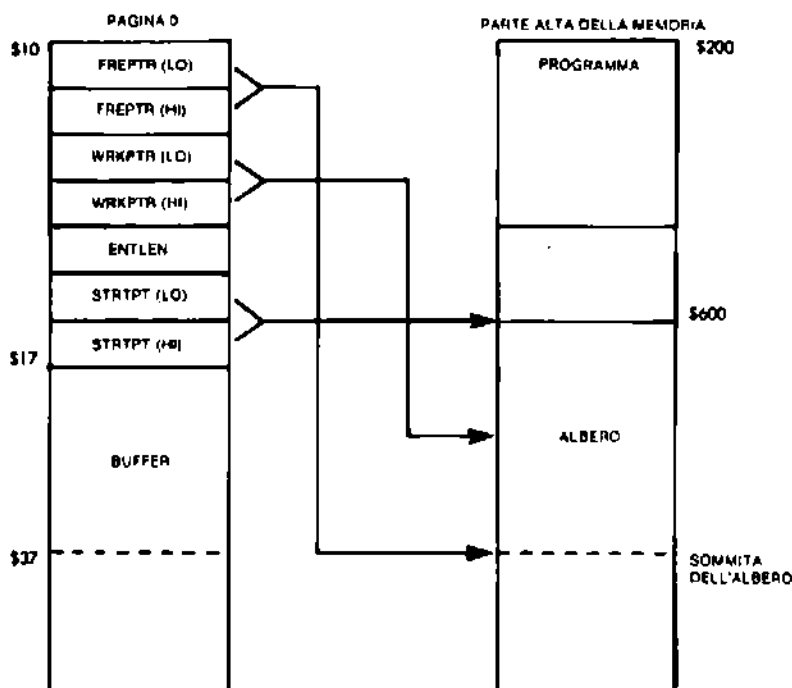 PAGINA 0
$10
FREPTR (LO)
FREPTR (HI)
WRKPTR (LO)
WRKPTR (HI)
ENTLEN
STRTPT (LO)
STRTPT (HI)
$17
BUFFER
$37
PARTE ALTA DELLA MEMORIA
$200
PROGRAMMA
$600
ALBERO
SOMMITA
DELL'ALBERO